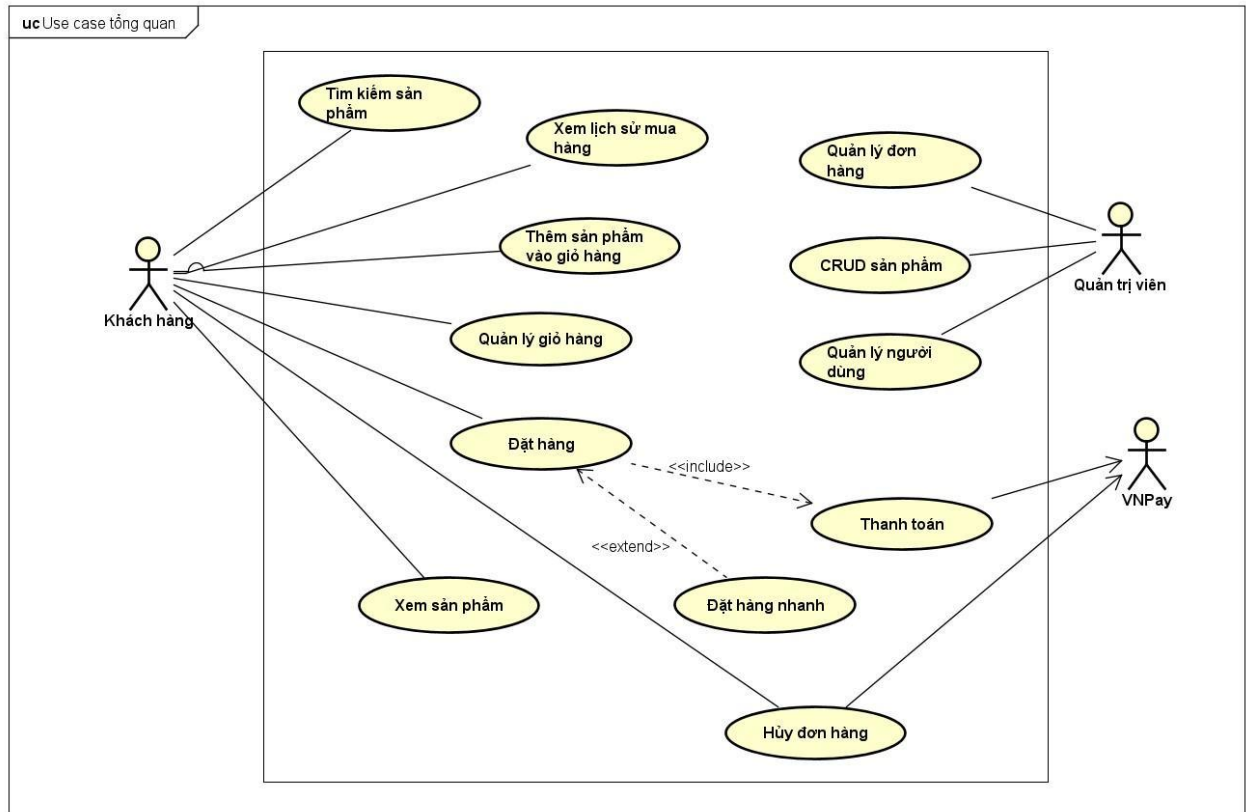 uc Use case tổng quan
Tìm kiếm sản
phẩm
Xem lịch sử mua
hàng
Quản lý đơn
hàng
Thêm sản phẩm
vào giỏ hàng
CRUD sản phẩm
Quản trị viên
Khách hàng
Quản lý giỏ hàng
Quản lý người
dùng
Đặt hàng
<<include>>
VNPay
Thanh toán
<<extend>>
Xem sản phẩm
Đặt hàng nhanh
Hủy đơn hàng